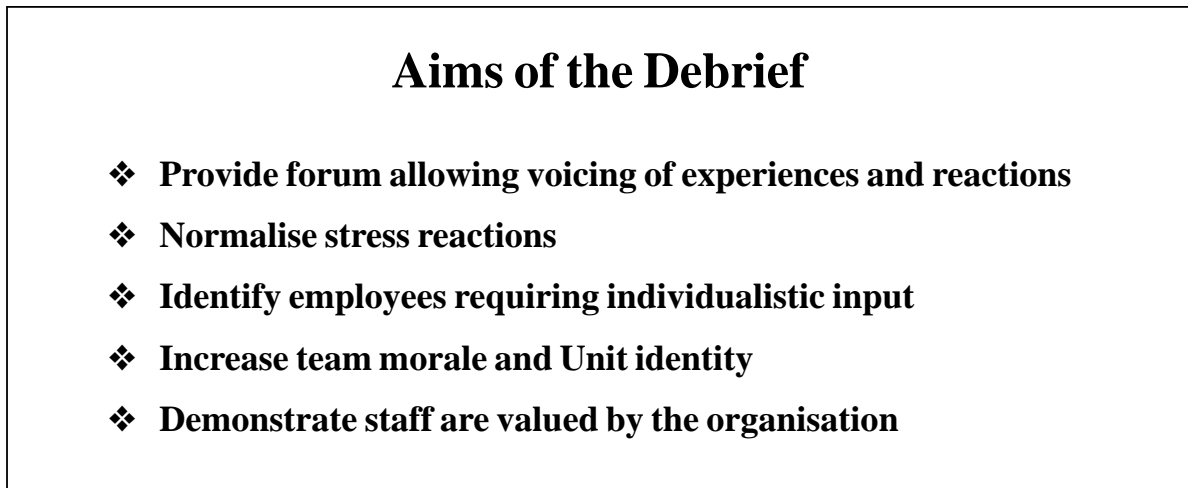 Aims of the Debrief
❖ Provide forum allowing voicing of experiences and reactions
❖ Normalise stress reactions
❖ Identify employees requiring individualistic input
❖ Increase team morale and Unit identity
❖ Demonstrate staff are valued by the organisation